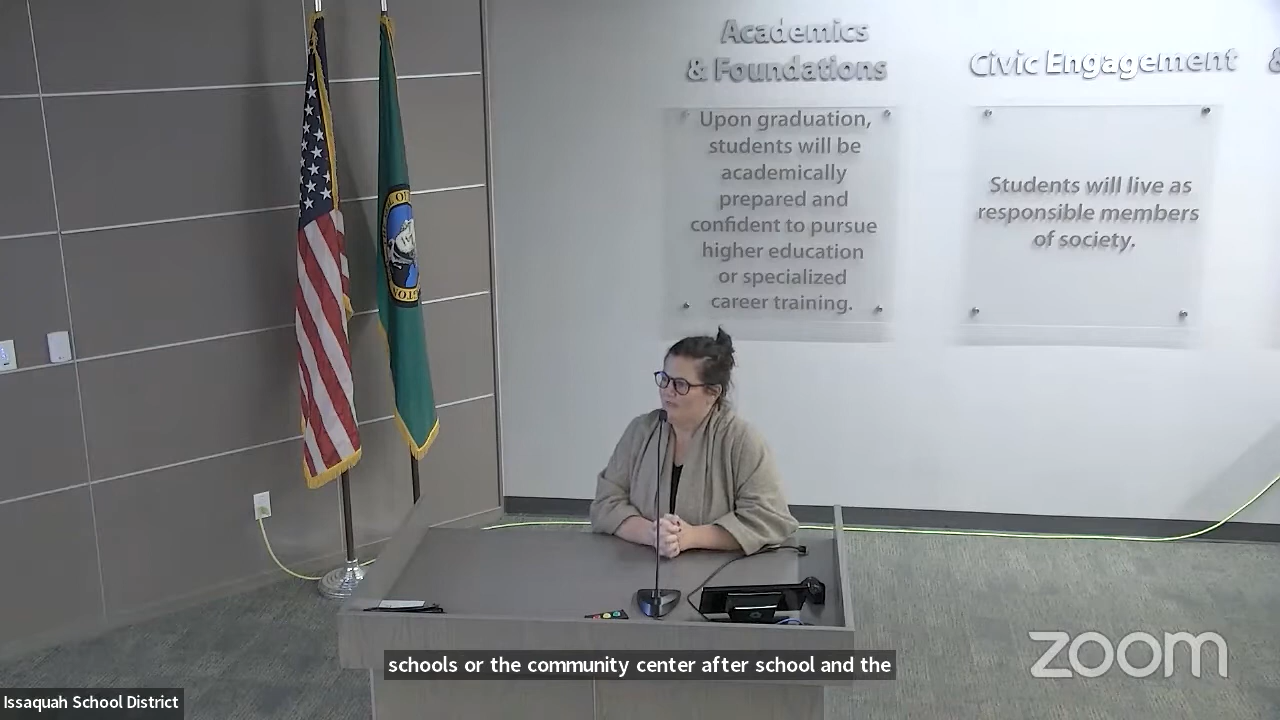 Academics
& Foundations
Upon graduation,
students will be
academically
prepared and
confident to pursue
higher education
or specialized
career training.
Civic Engagement
Students will live as
responsible members
of society.
&
schools or the community center after school and the
zoom
Issaquah School District